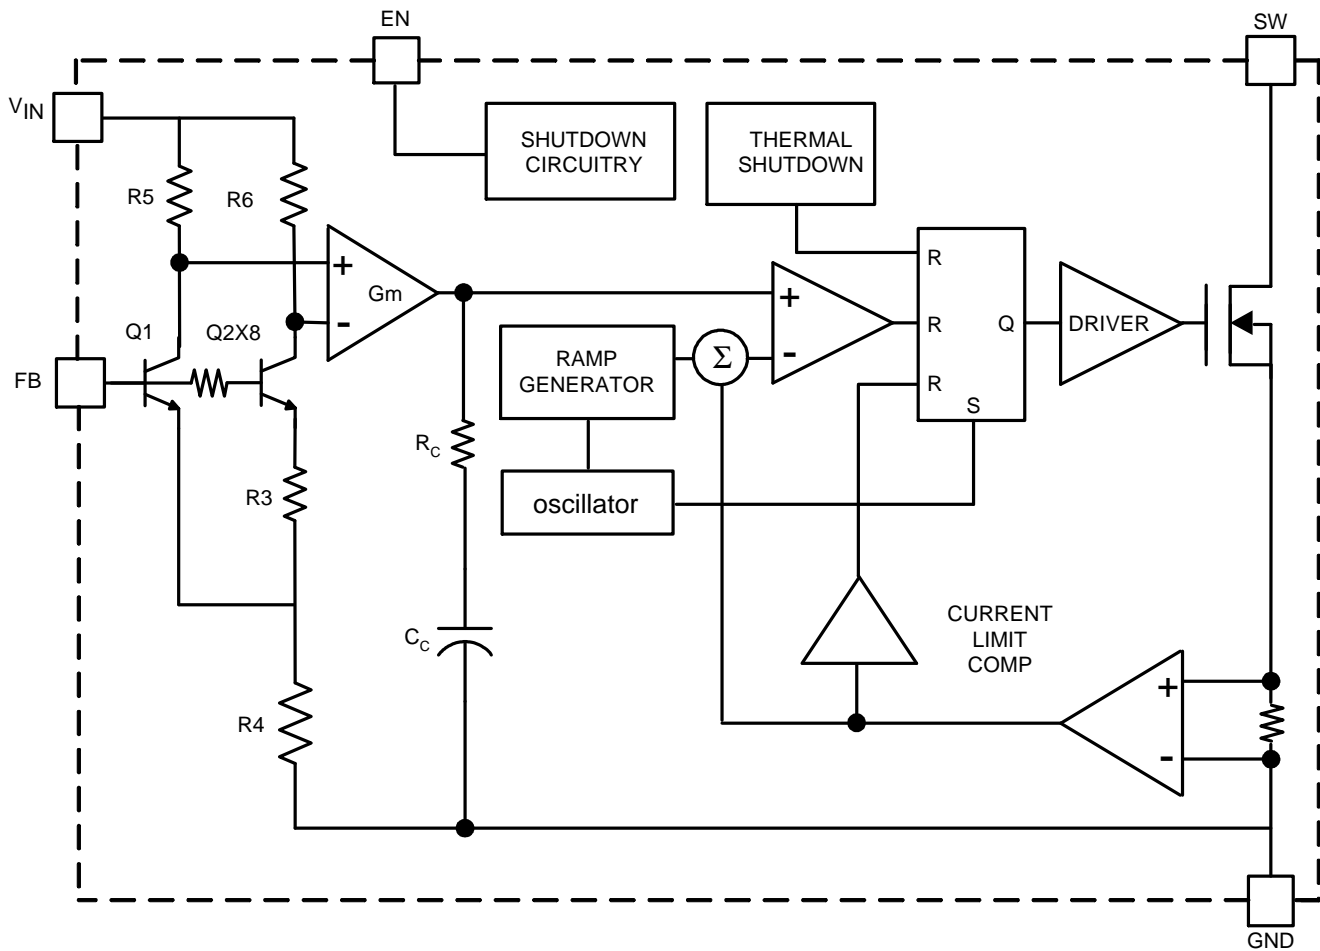 EN
SW
VIN
SHUTDOWN
CIRCUITRY
THERMAL
SHUTDOWN
R5
R6
+
Gm
-
R
R
R
Q
S
DRIVER
+
-
Σ
Q1
Q2X8
FB
RAMP
GENERATOR
RC
R3
oscillator
CC
CURRENT
LIMIT
COMP
R4
+
-
GND